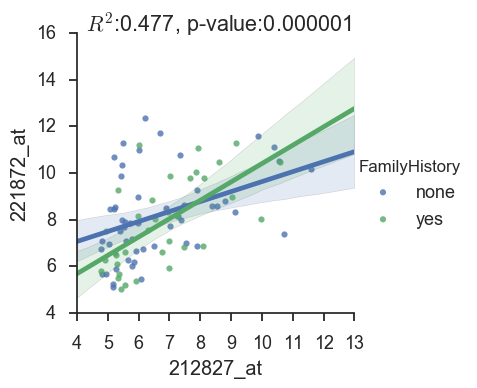 R²:0.477, p-value:0.000001
16
14
12
10
8
6
4
221872_at
4 5 6 7 8 9 10 11 12 13
212827_at
FamilyHistory
none
yes